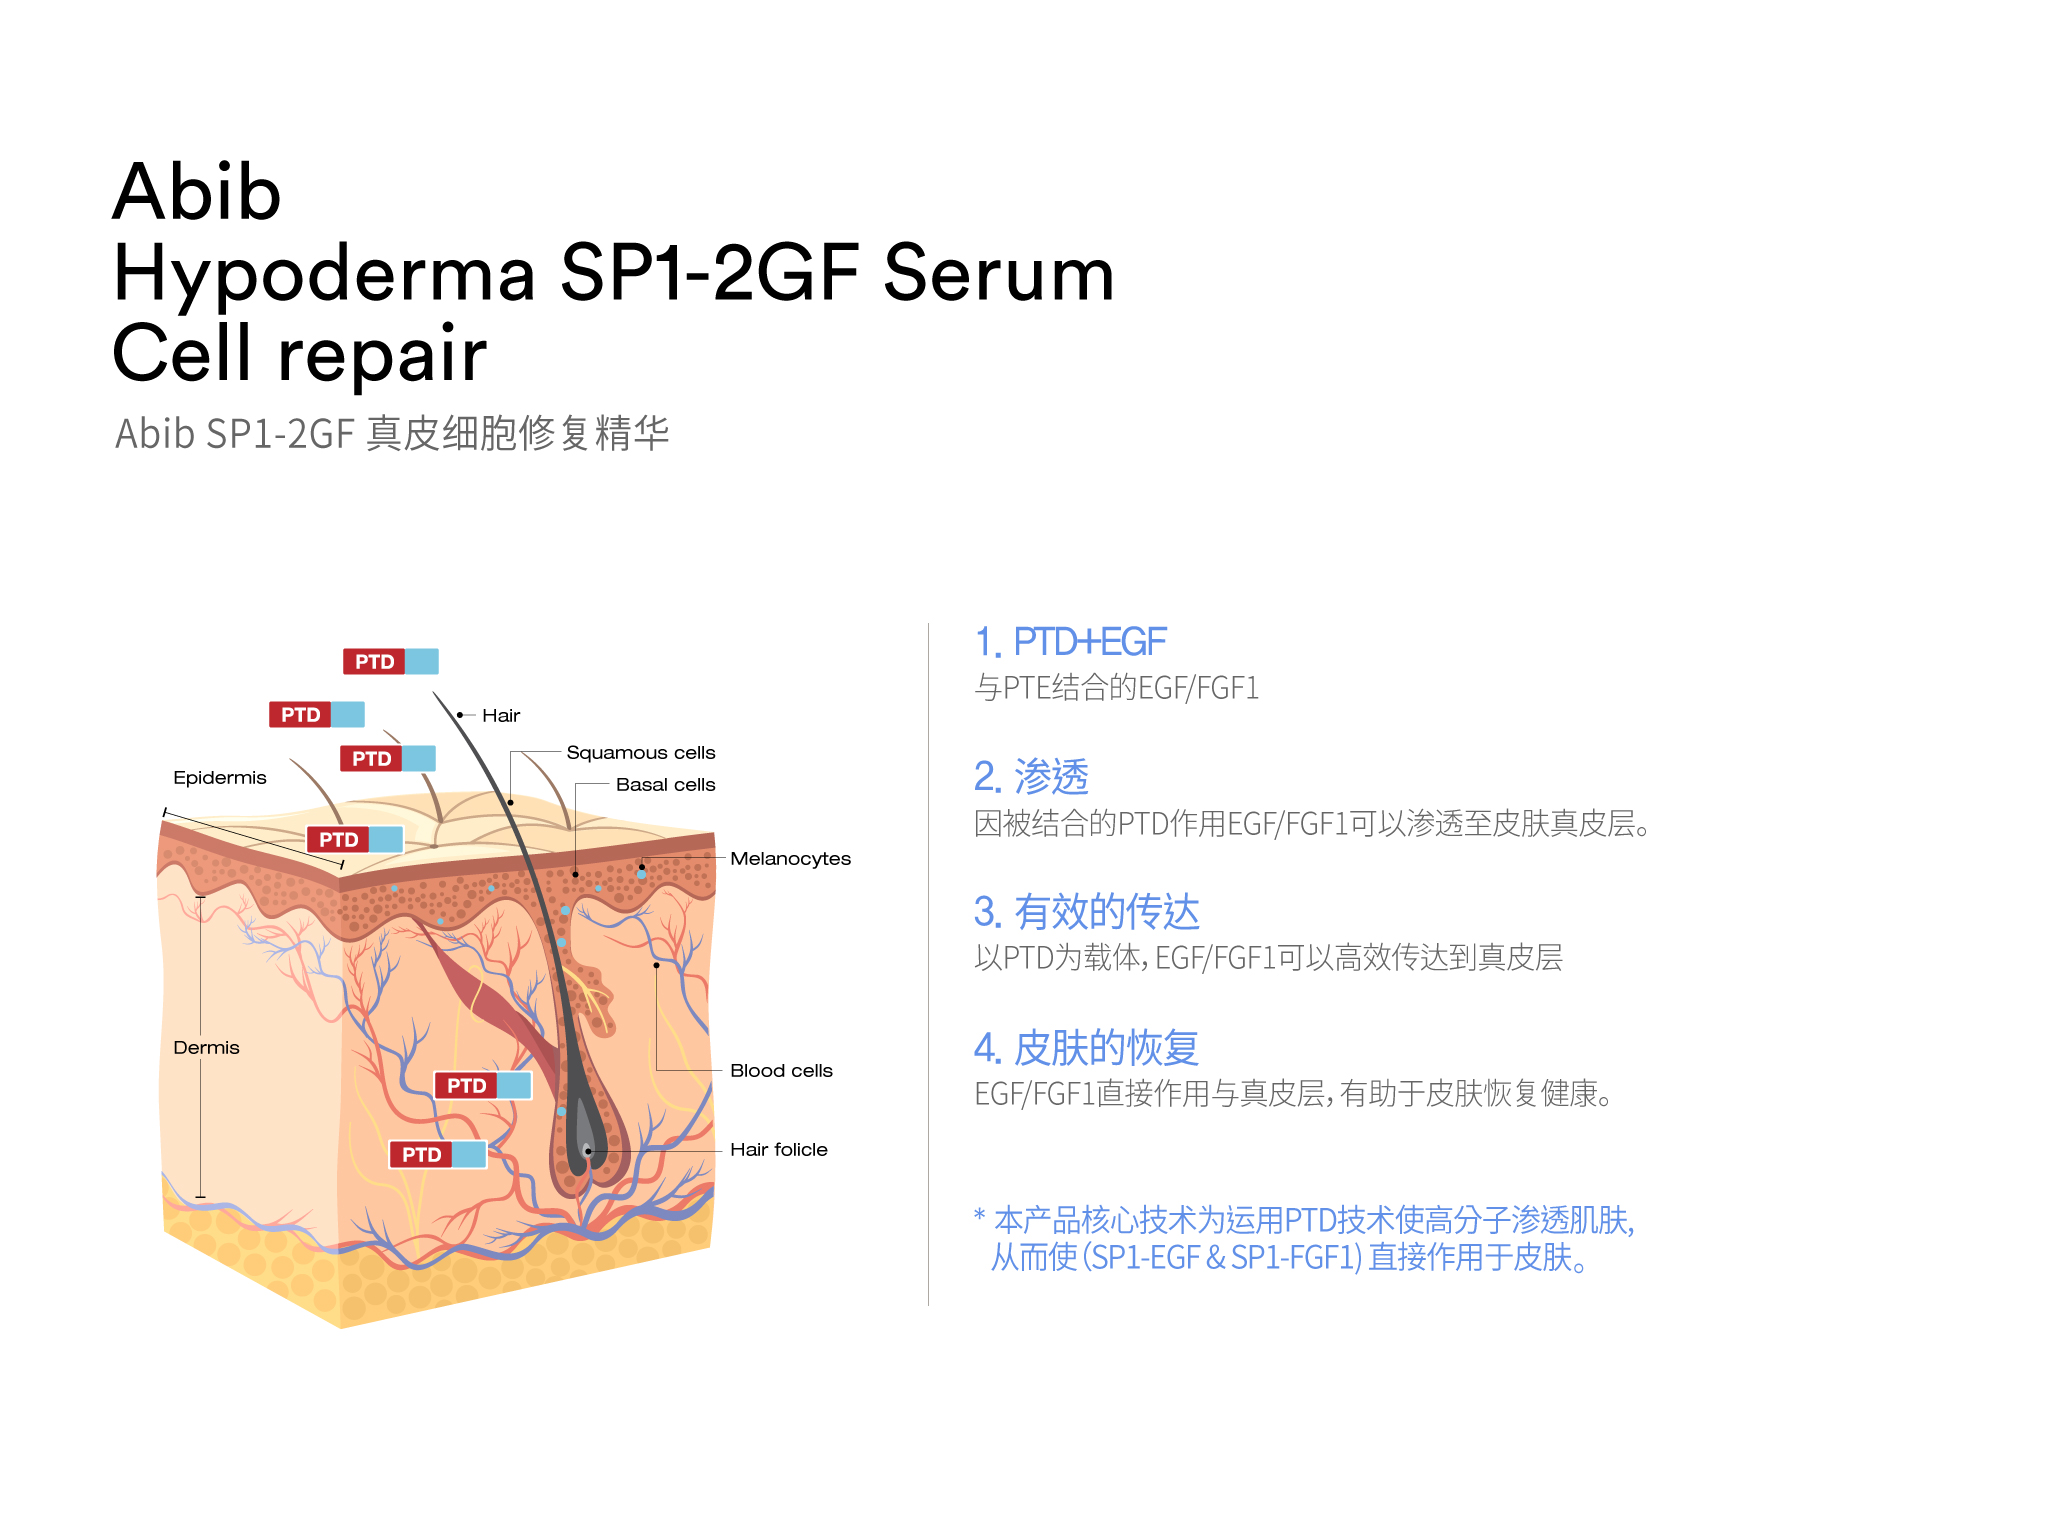 Abib
Hypoderma SP1-2GF Serum
Cell repair
Abib SP1-2GF 真皮细胞修复精华
PTD
PTD
Hair
PTD
Squamous cells
Epidermis
Basal cells
PTD
Melanocytes
Dermis
Blood cells
PTD
Hair folicle
PTD
1. PTD+EGF
与PTE结合的EGF/FGF1
2. 渗透
因被结合的PTD作用EGF/FGF1可以渗透至皮肤真皮层。
3. 有效的传达
以PTD为载体, EGF/FGF1可以高效传达到真皮层
4. 皮肤的恢复
EGF/FGF1直接作用与真皮层, 有助于皮肤恢复健康。
* 本产品核心技术为运用PTD技术使高分子渗透肌肤,
从而使 (SP1-EGF & SP1-FGF1) 直接作用于皮肤。